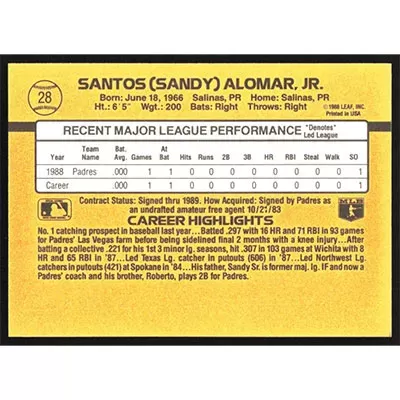 28
SANTOS (SANDY) ALOMAR, JR.
Born: June 18, 1966 Salinas, PR Home: Salinas, PR
Ht.: 6'5" Wgt: 200 Bats: Right Throws: Right
©1988 LEAF, INC.
Printed in USA
RECENT MAJOR LEAGUE PERFORMANCE
"Denotes"
Led League
Year Team Name Bat. Avg. Games At Bat Hits Runs 2B 3B HR RBI Steal Walk SO
1988 Padres .000 1 1 0 0 0 0 0 0 0 0 1
Career .000 1 1 0 0 0 0 0 0 0 0 1
Contract Status: Signed thru 1989. How Acquired: Signed by Padres as
an undrafted amateur free agent 10/21/83
CAREER HIGHLIGHTS
No. 1 catching prospect in baseball last year...Batted .297 with 16 HR and 71 RBI in 93 games
for Padres' Las Vegas farm before being sidelined final 2 months with a knee injury...After
batting a collective .221 for his 1st 3 minor lg. seasons, hit .307 in 103 games at Wichita with 8
HR and 65 RBI in '87...Led Texas Lg. catcher in putouts (606) in '87...Led Northwest Lg.
catchers in putouts (421) at Spokane in '84...His father, Sandy Sr. is former maj. lg. IF and now a
Padres' coach and his brother, Roberto, plays 2B for Padres.